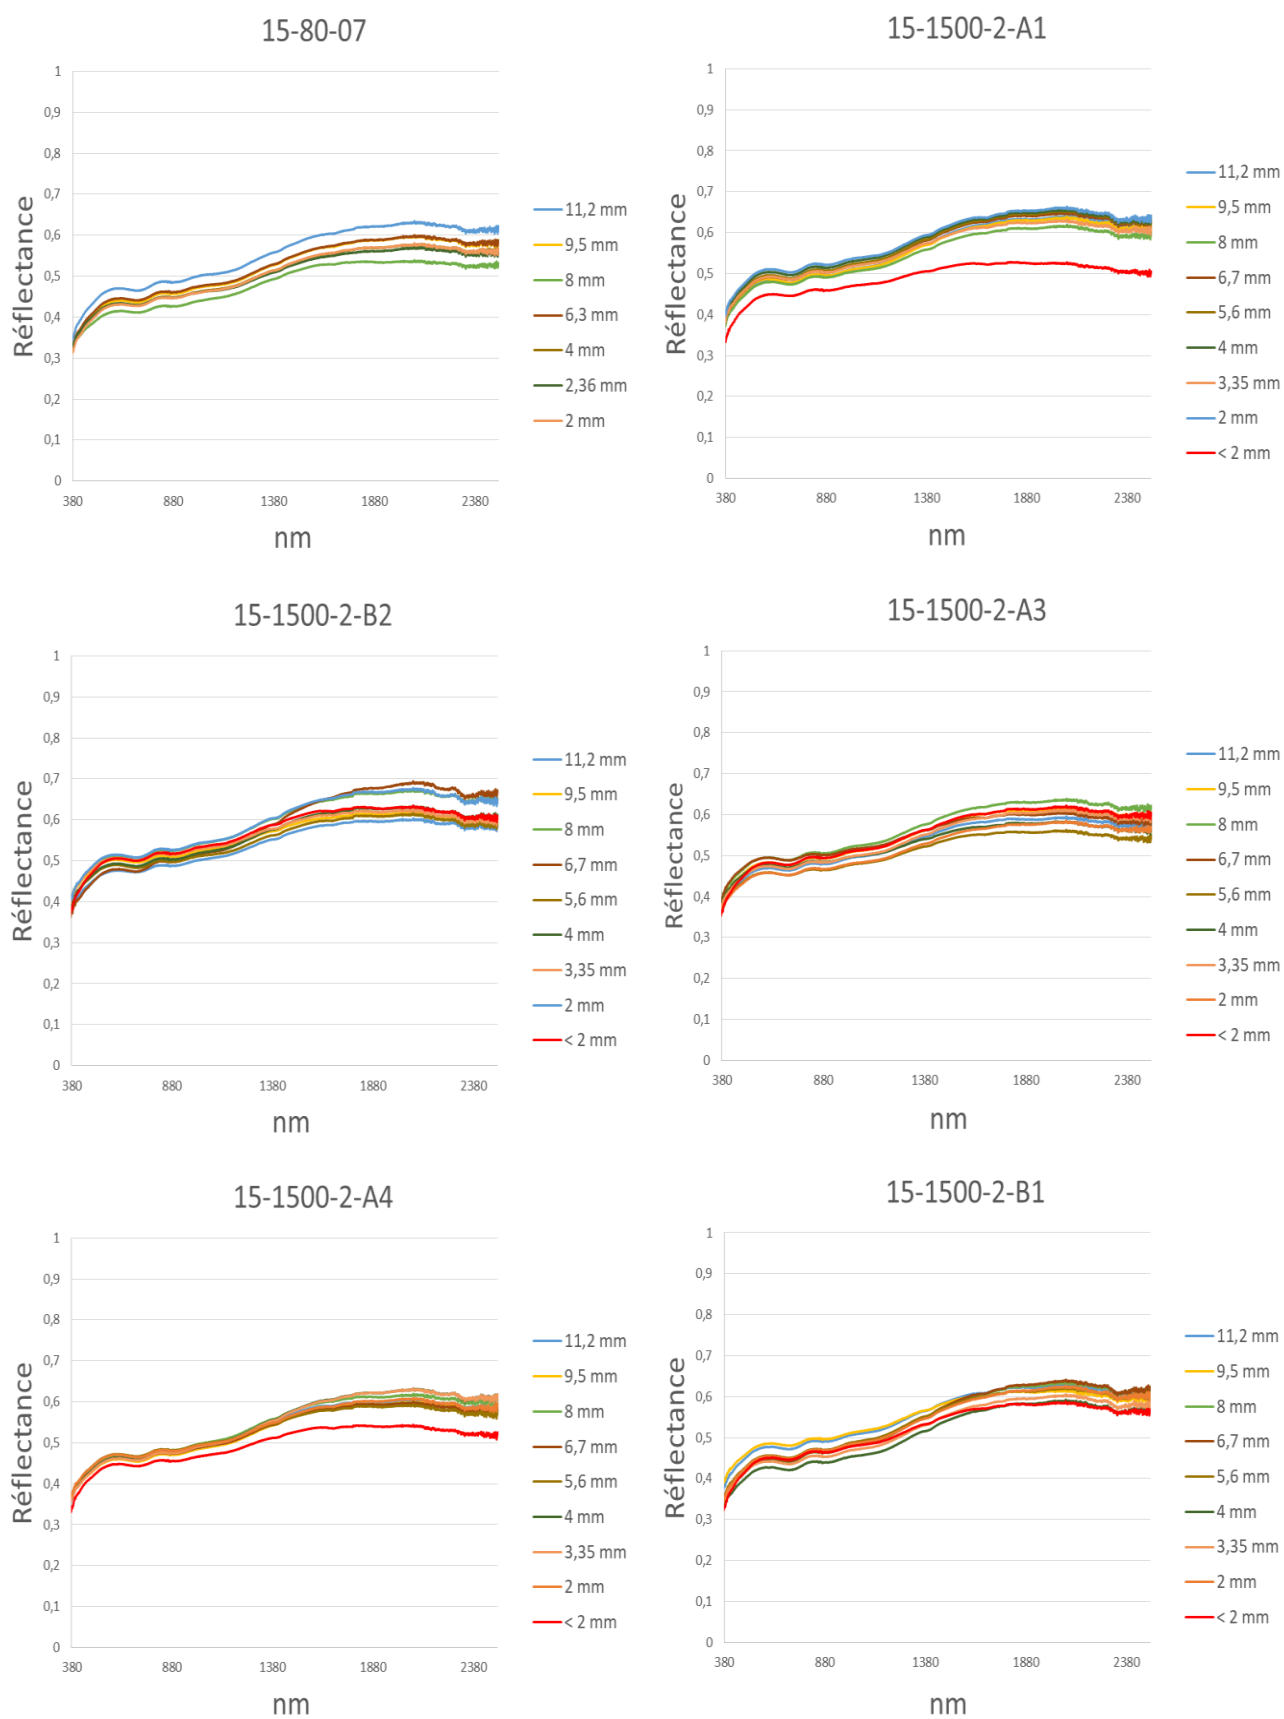 15-80-07
1
0,9
0,8
0,7
0,6
0,5
0,4
0,3
0,2
0,1
0
Réflectance
380
880
1380
1880
2380
nm
11,2 mm
9,5 mm
8 mm
6,3 mm
4 mm
2,36 mm
2 mm
15-1500-2-A1
1
0,9
0,8
0,7
0,6
0,5
0,4
0,3
0,2
0,1
0
Réflectance
380
880
1380
1880
2380
nm
11,2 mm
9,5 mm
8 mm
6,7 mm
5,6 mm
4 mm
3,35 mm
2 mm
< 2 mm
15-1500-2-B2
1
0,9
0,8
0,7
0,6
0,5
0,4
0,3
0,2
0,1
0
Réflectance
380
880
1380
1880
2380
nm
11,2 mm
9,5 mm
8 mm
6,7 mm
5,6 mm
4 mm
3,35 mm
2 mm
< 2 mm
15-1500-2-A3
1
0,9
0,8
0,7
0,6
0,5
0,4
0,3
0,2
0,1
0
Réflectance
380
880
1380
1880
2380
nm
11,2 mm
9,5 mm
8 mm
6,7 mm
5,6 mm
4 mm
3,35 mm
2 mm
< 2 mm
15-1500-2-A4
1
0,9
0,8
0,7
0,6
0,5
0,4
0,3
0,2
0,1
0
Réflectance
380
880
1380
1880
2380
nm
11,2 mm
9,5 mm
8 mm
6,7 mm
5,6 mm
4 mm
3,35 mm
2 mm
< 2 mm
15-1500-2-B1
1
0,9
0,8
0,7
0,6
0,5
0,4
0,3
0,2
0,1
0
Réflectance
380
880
1380
1880
2380
nm
11,2 mm
9,5 mm
8 mm
6,7 mm
5,6 mm
4 mm
3,35 mm
2 mm
< 2 mm